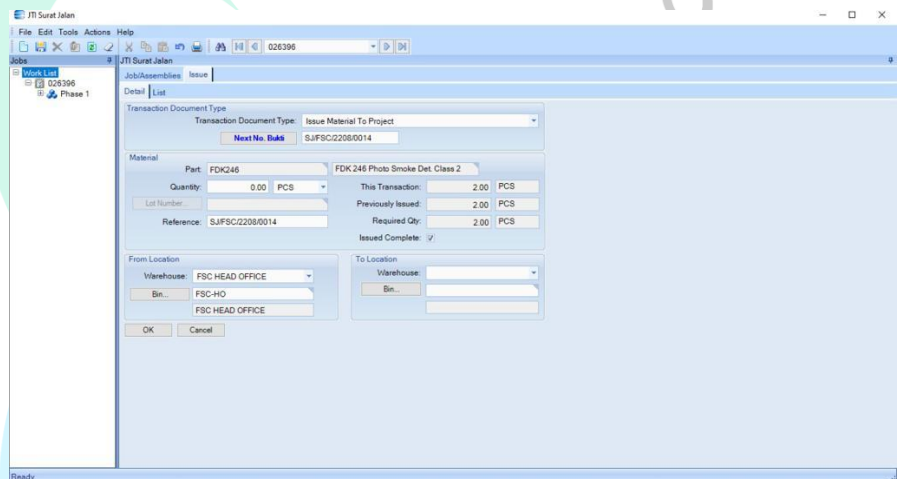 JTI Surat Jalan
File Edit Tools Actions Help
026396
Jobs
JTI Surat Jalan
Work List
026396
Phase 1
Job/Assemblies Issue
Detail List
Transaction Document Type
Transaction Document Type: Issue Material To Project
Next No. Bukti SJ/FSC/2208/0014
Material
Part: FDK246 FDK 246 Photo Smoke Det. Class 2
Quantity: 0.00 PCS This Transaction: 2.00 PCS
Lot Number... Previously Issued: 2.00 PCS
Reference: SJ/FSC/2208/0014 Required Qty: 2.00 PCS
Issued Complete:
From Location To Location
Warehouse: FSC HEAD OFFICE Warehouse:
Bin... FSC-HO Bin...
FSC HEAD OFFICE
OK Cancel
Ready